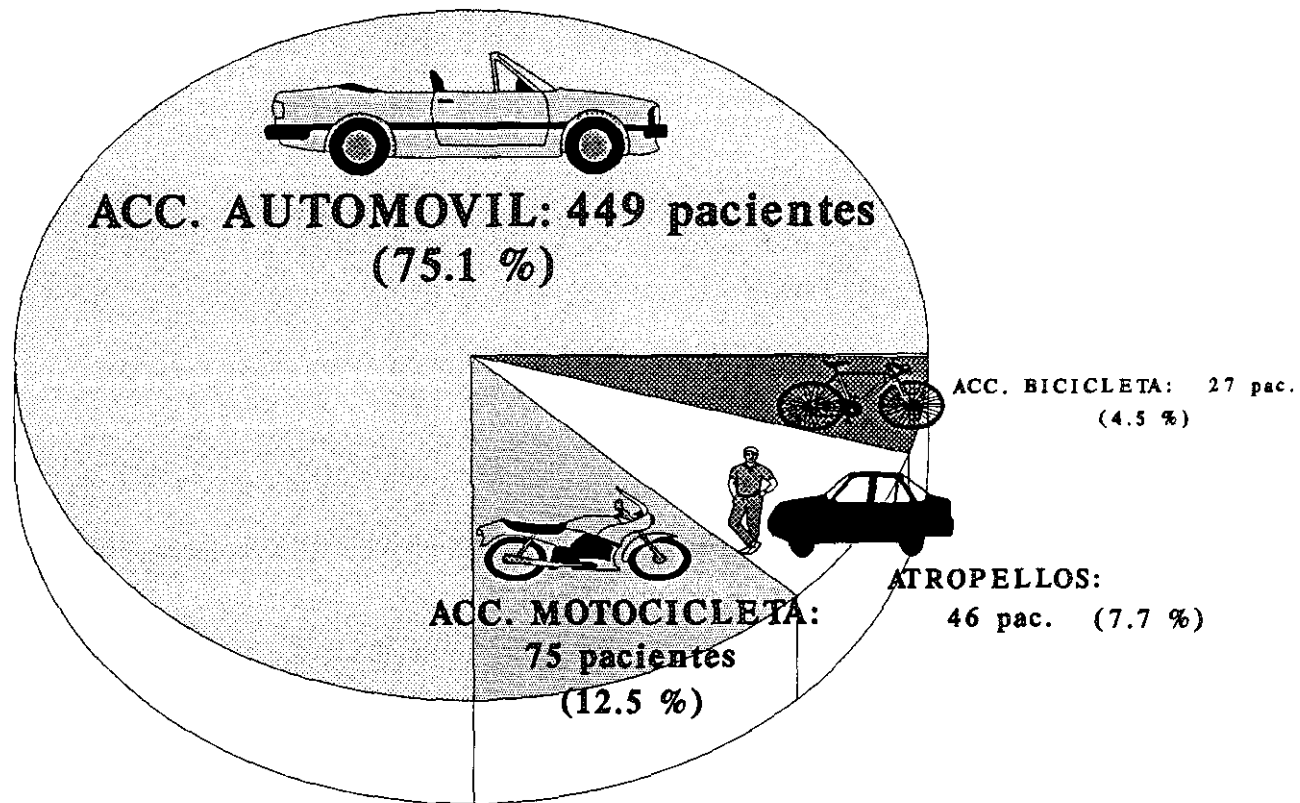 ACC. AUTOMOVIL: 449 pacientes
(75.1 %)
ACC. BICICLETA: 27 pac.
(4.5 %)
ATROPELLOS:
46 pac. (7.7 %)
ACC. MOTOCICLETA:
75 pacientes
(12.5 %)